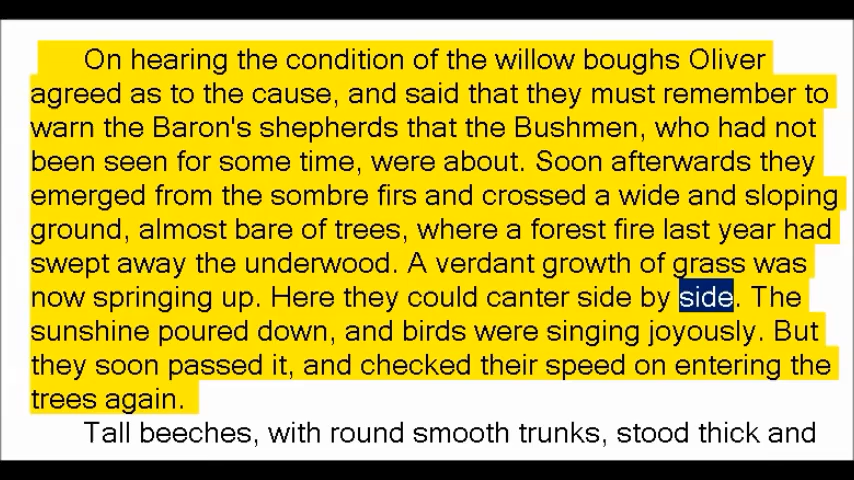 On hearing the condition of the willow boughs Oliver
agreed as to the cause, and said that they must remember to
warn the Baron's shepherds that the Bushmen, who had not
been seen for some time, were about. Soon afterwards they
emerged from the sombre firs and crossed a wide and sloping
ground, almost bare of trees, where a forest fire last year had
swept away the underwood. A verdant growth of grass was
now springing up. Here they could canter side by side. The
sunshine poured down, and birds were singing joyously. But
they soon passed it, and checked their speed on entering the
trees again.
Tall beeches, with round smooth trunks, stood thick and